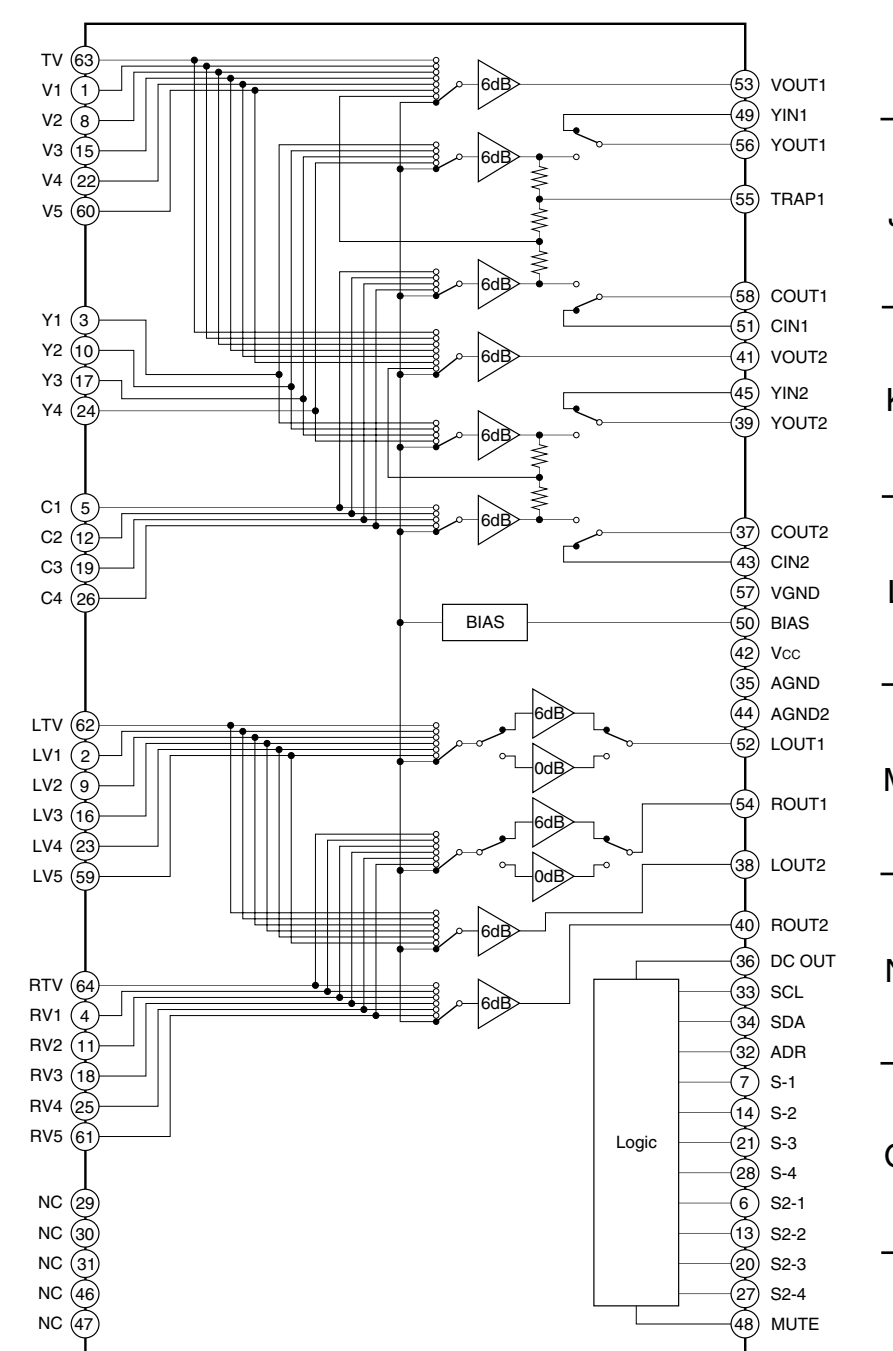 TV 63
V1 1
V2 8
V3 15
V4 22
V5 60
Y1 3
Y2 10
Y3 17
Y4 24
C1 5
C2 12
C3 19
C4 26
LTV 62
LV1 2
LV2 9
LV3 16
LV4 23
LV5 59
RTV 64
RV1 4
RV2 11
RV3 18
RV4 25
RV5 61
NC 29
NC 30
NC 31
NC 46
NC 47
6dB
6dB
6dB
6dB
6dB
6dB
BIAS
6dB
0dB
6dB
0dB
6dB
6dB
Logic
53 VOUT1
49 YIN1
56 YOUT1
55 TRAP1
58 COUT1
51 CIN1
41 VOUT2
45 YIN2
39 YOUT2
37 COUT2
43 CIN2
57 VGND
50 BIAS
42 Vcc
35 AGND
44 AGND2
52 LOUT1
54 ROUT1
38 LOUT2
40 ROUT2
36 DC OUT
33 SCL
34 SDA
32 ADR
7 S-1
14 S-2
21 S-3
28 S-4
6 S2-1
13 S2-2
20 S2-3
27 S2-4
48 MUTE